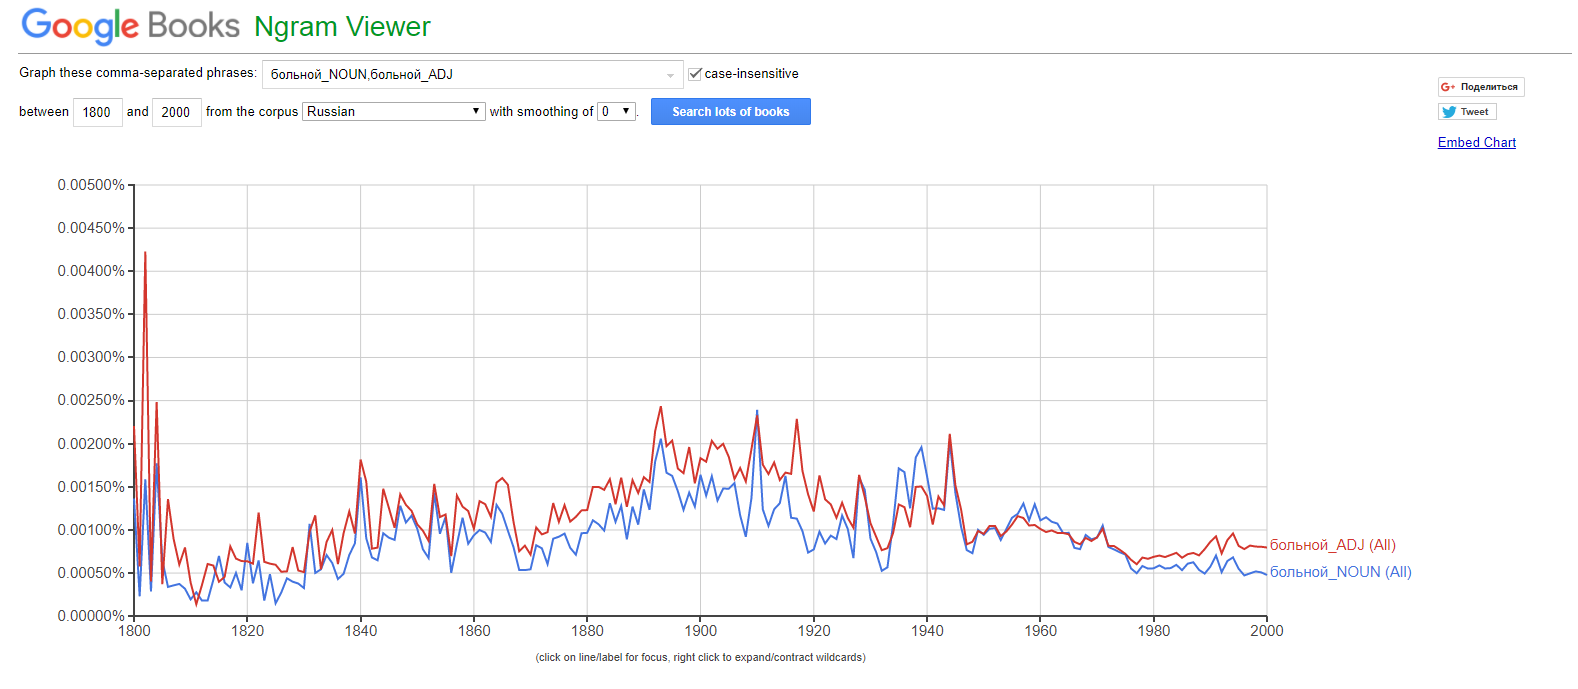 Google Books Ngram Viewer
Graph these comma-separated phrases: больной_NOUN,больной_ADJ case-insensitive
between 1800 and 2000 from the corpus Russian with smoothing of 0. Search lots of books
Поделиться
Tweet
Embed Chart
0.00500%
0.00450%
0.00400%
0.00350%
0.00300%
0.00250%
0.00200%
0.00150%
0.00100%
0.00050%
0.00000%
больной_ADJ (All)
больной_NOUN (All)
1800 1820 1840 1860 1880 1900 1920 1940 1960 1980 2000
(click on line/label for focus, right click to expand/contract wildcards)